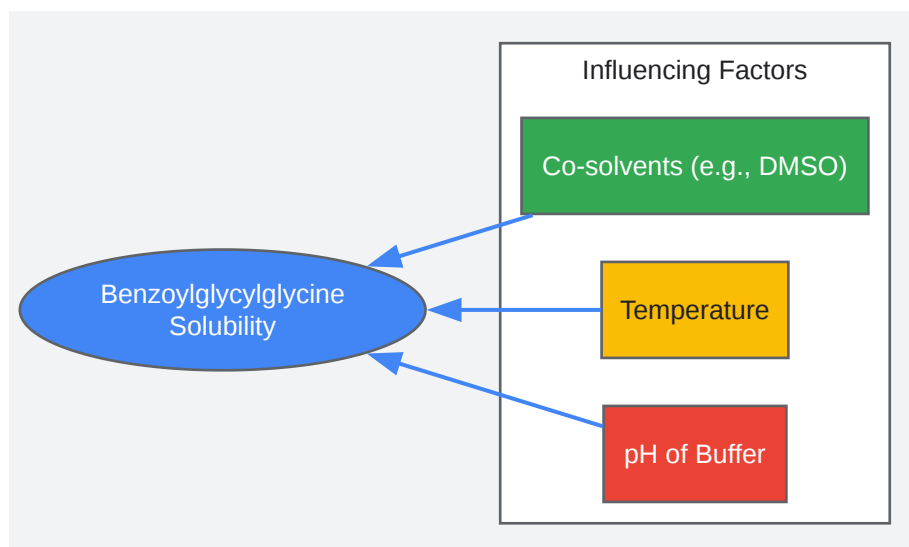 Influencing Factors
Co-solvents (e.g., DMSO)
Benzoylglycylglycine
Solubility
Temperature
pH of Buffer